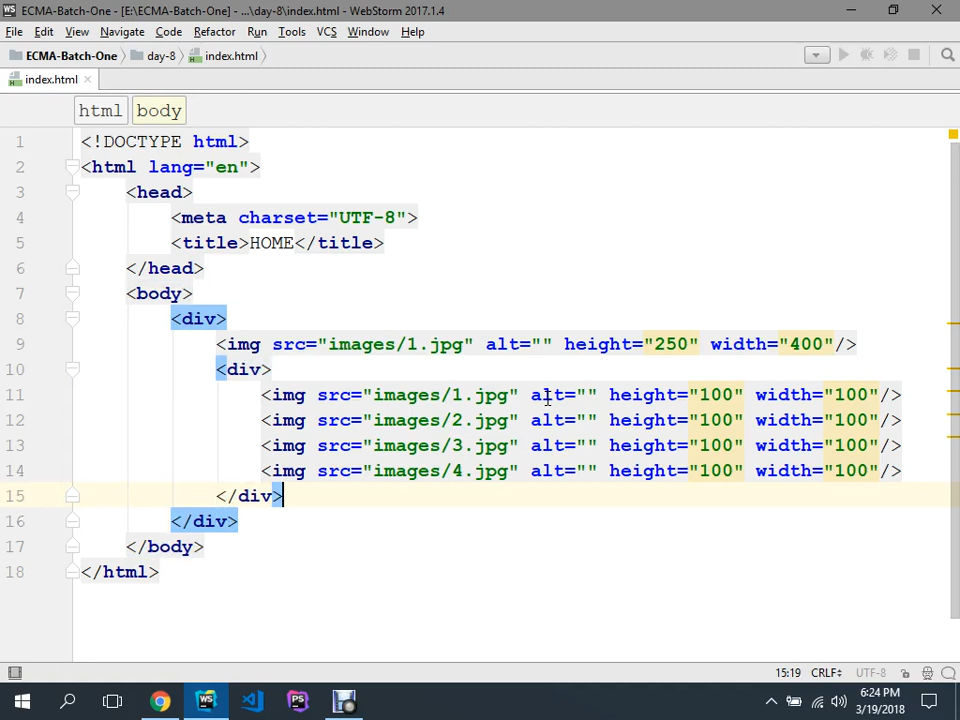 WS ECMA-Batch-One - [E:\ECMA-Batch-One] - ...\day-8\index.html - WebStorm 2017.1.4
File Edit View Navigate Code Refactor Run Tools VCS Window Help
ECMA-Batch-One day-8 index.html
index.html
html body
1 <!DOCTYPE html>
2 <html lang="en">
3 <head>
4 <meta charset="UTF-8">
5 <title>HOME</title>
6 </head>
7 <body>
8 <div>
9 <img src="images/1.jpg" alt="" height="250" width="400"/>
10 <div>
11 <img src="images/1.jpg" alt="" height="100" width="100"/>
12 <img src="images/2.jpg" alt="" height="100" width="100"/>
13 <img src="images/3.jpg" alt="" height="100" width="100"/>
14 <img src="images/4.jpg" alt="" height="100" width="100"/>
15 </div>
16 </div>
17 </body>
18 </html>
15:19 CRLF UTF-8
WS PS 6:24 PM
3/19/2018